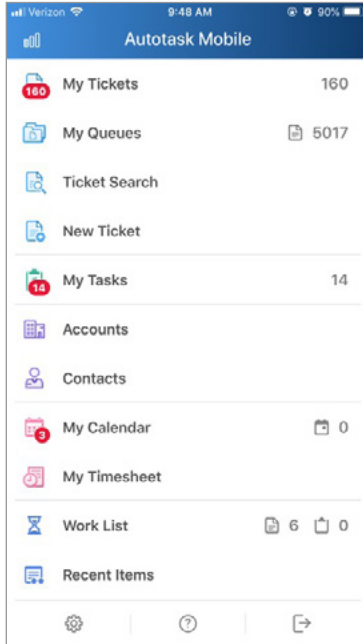 Verizon 9:48 AM 90%
Autotask Mobile
160 My Tickets 160
My Queues 5017
Ticket Search
New Ticket
14 My Tasks 14
Accounts
Contacts
3 My Calendar 0
My Timesheet
Work List 6 0
Recent Items
?